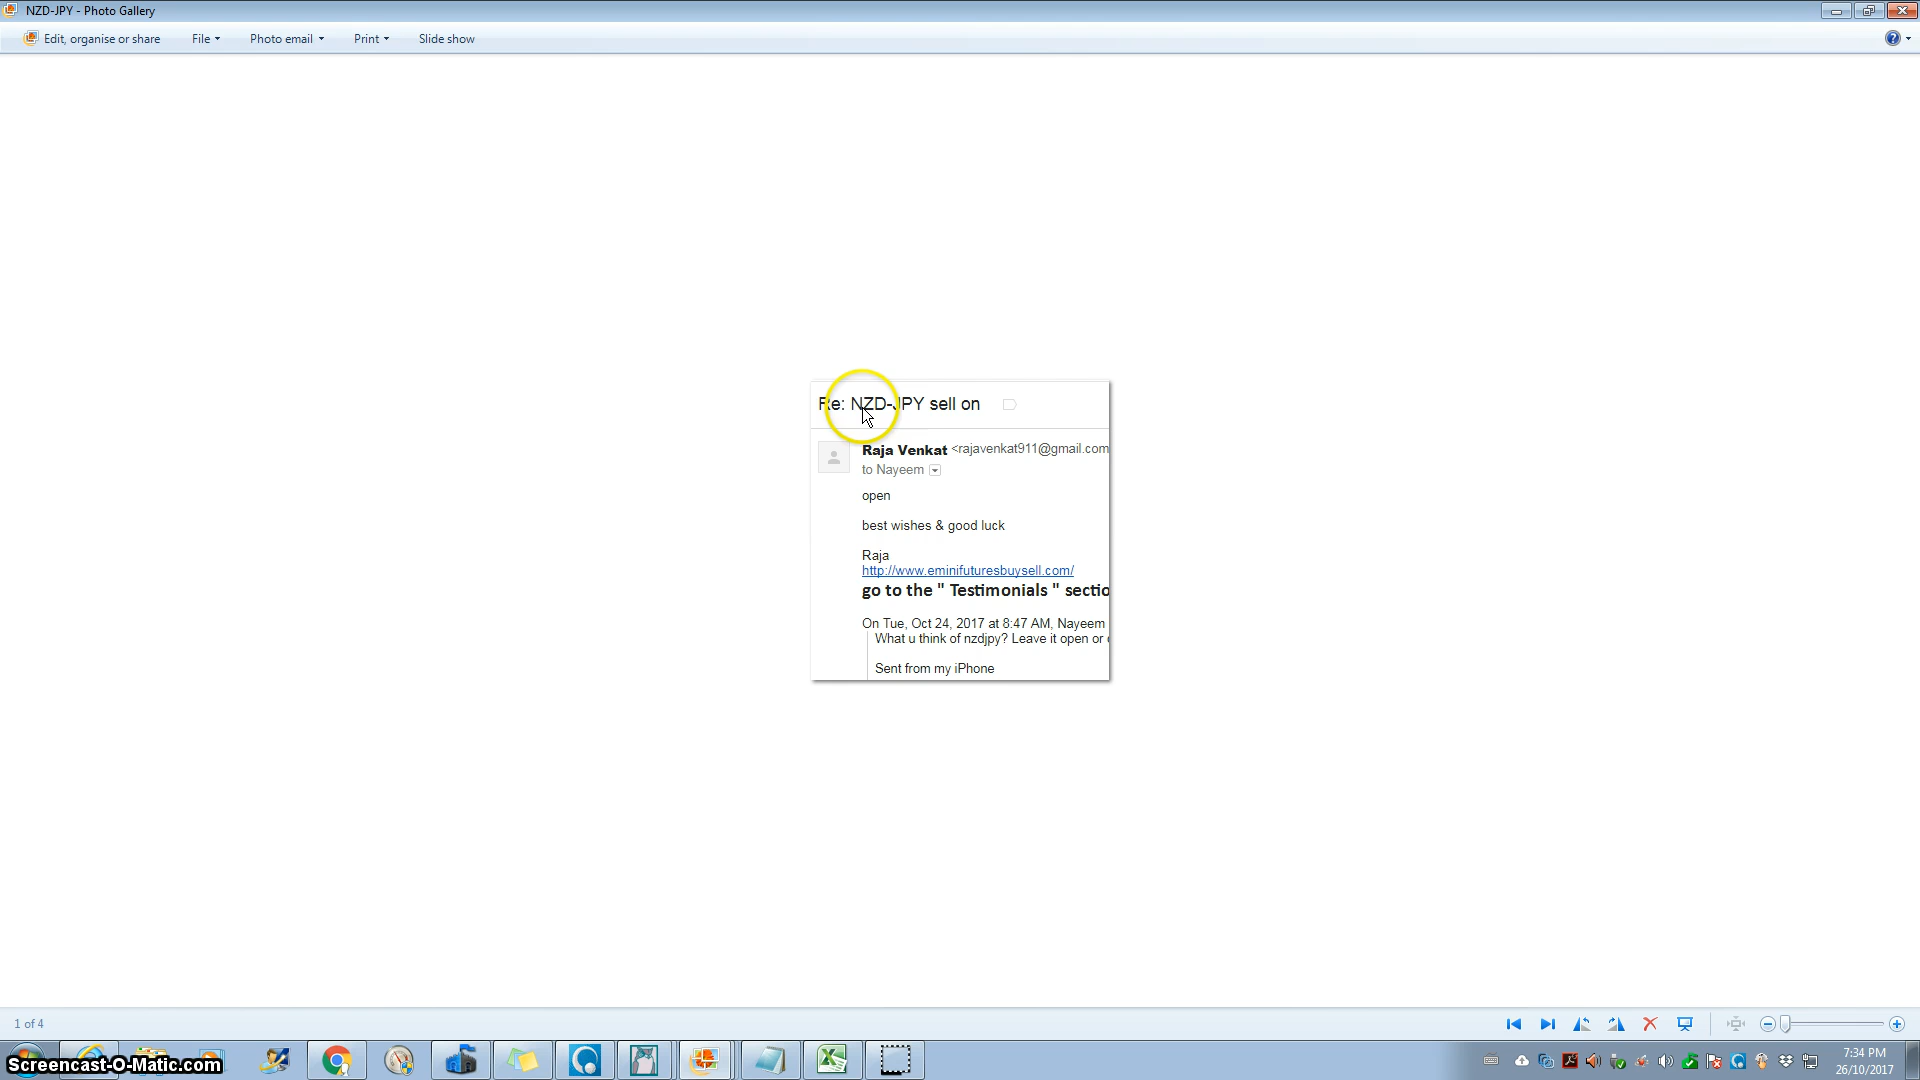 NZD-JPY - Photo Gallery
Edit, organise or share File Photo email Print Slide show
Re: NZD-JPY sell on
Raja Venkat <rajavenkat911@gmail.com
to Nayeem
open
best wishes & good luck
Raja
http://www.eminifuturesbuysell.com/
go to the " Testimonials " sectio
On Tue, Oct 24, 2017 at 8:47 AM, Nayeem
What u think of nzdjpy? Leave it open or
Sent from my iPhone
1 of 4
Screencast-O-Matic.com
7:34 PM
26/10/2017